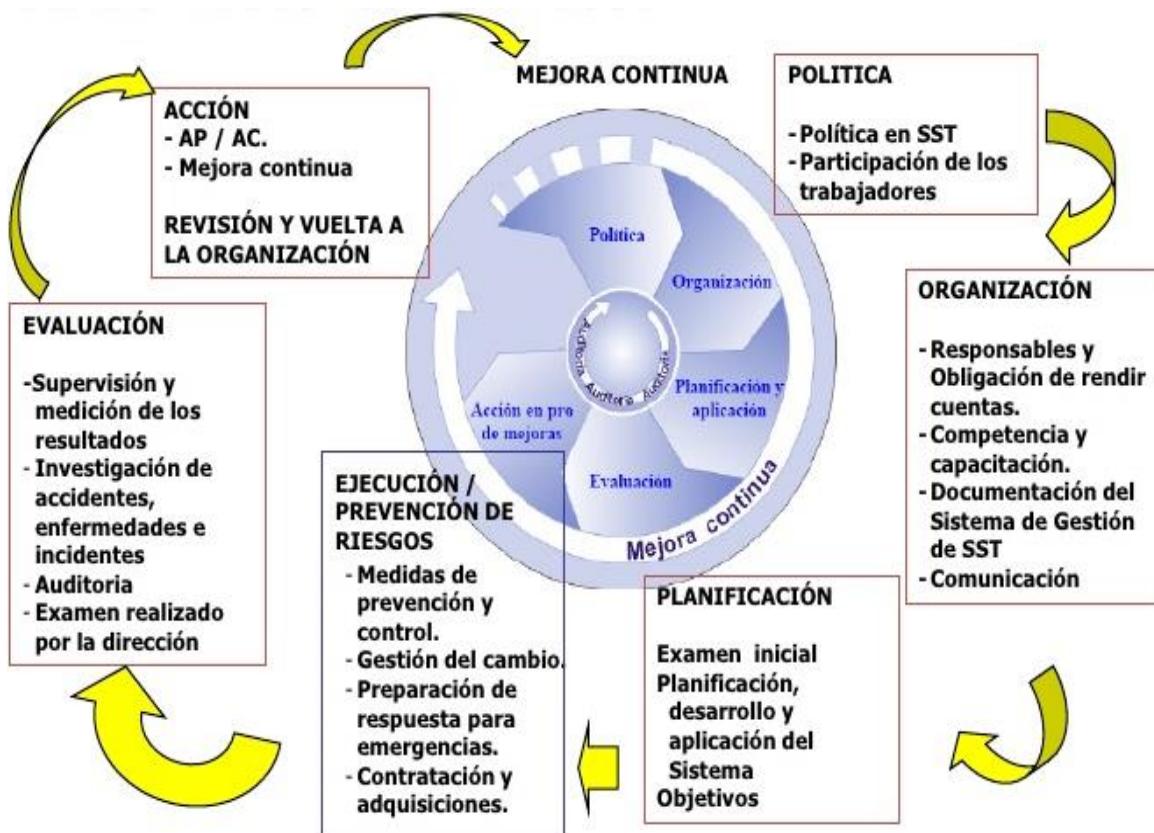 MEJORA CONTINUA
POLITICA
-Política en SST
-Participación de los
trabajadores
ORGANIZACIÓN
-Responsables y
Obligación de rendir
cuentas.
-Competencia y
capacitación.
-Documentación del
Sistema de Gestión
de SST
-Comunicación
PLANIFICACIÓN
Examen inicial
Planificación,
desarrollo y
aplicación del
Sistema
Objetivos
EJECUCIÓN /
PREVENCIÓN DE
RIESGOS
-Medidas de
prevención y
control.
-Gestión del cambio.
-Preparación de
respuesta para
emergencias.
-Contratación y
adquisiciones.
EVALUACIÓN
-Supervisión y
medición de los
resultados
-Investigación de
accidentes,
enfermedades e
incidentes
-Auditoria
-Examen realizado
por la dirección
ACCIÓN
- AP / AC.
- Mejora continua
REVISIÓN Y VUELTA A
LA ORGANIZACIÓN
Política
Organización
Planificación y
aplicación
Evaluación
Acción en pro
de mejoras
Auditoria Auditoria Auditoria
Mejora continua